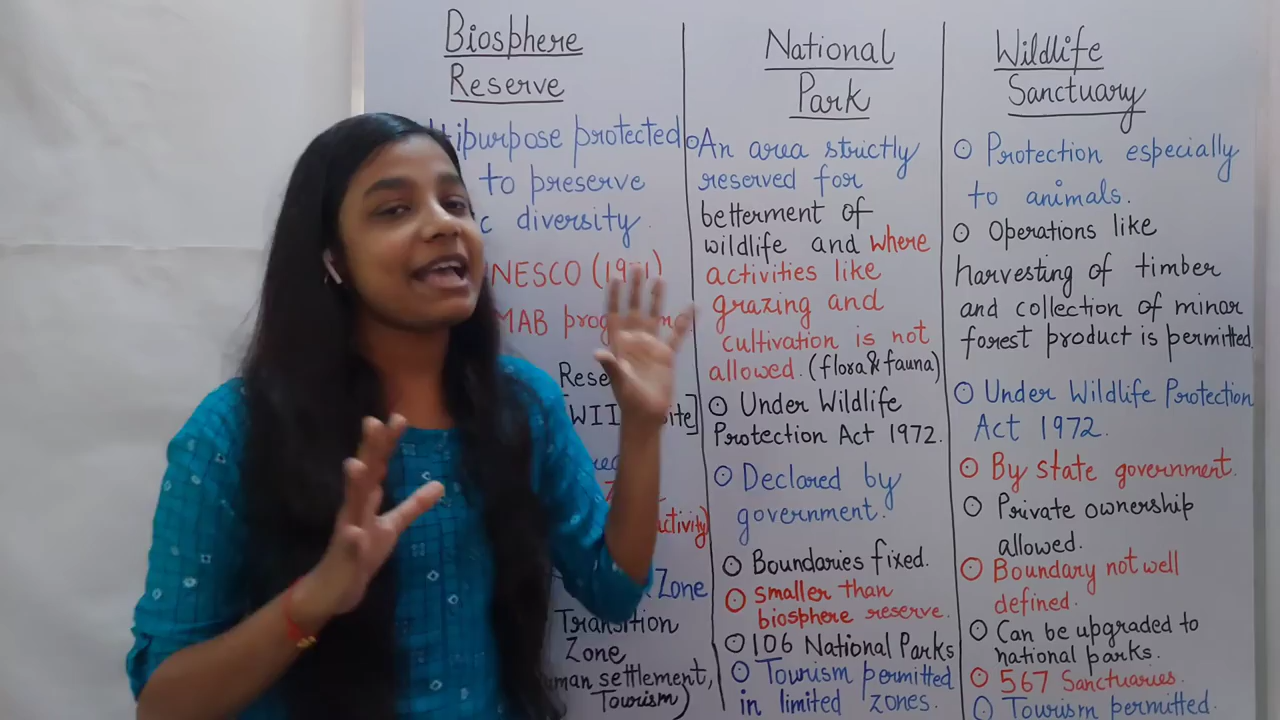 Biosphere
Reserve
protected
to preserve
diversity.
MAB
Zone
Transition
Zone
settlement,
Tourism)
National
Park
An area strictly
reserved for
betterment of
wildlife and where
activities like
grazing and
cultivation is not
allowed. (flora & fauna)
Under Wildlife
Protection Act 1972.
Declared by
government.
Boundaries fixed.
smaller than
biosphere reserve.
106 National Parks
Tourism permitted
in limited zones.
Wildlife
Sanctuary
Protection especially
to animals.
Operations like
harvesting of timber
and collection of minor
forest product is permitted.
Under Wildlife Protection
Act 1972.
By state government.
Private ownership
allowed.
Boundary not well
defined.
Can be upgraded to
national parks.
567 Sanctuaries.
Tourism permitted.